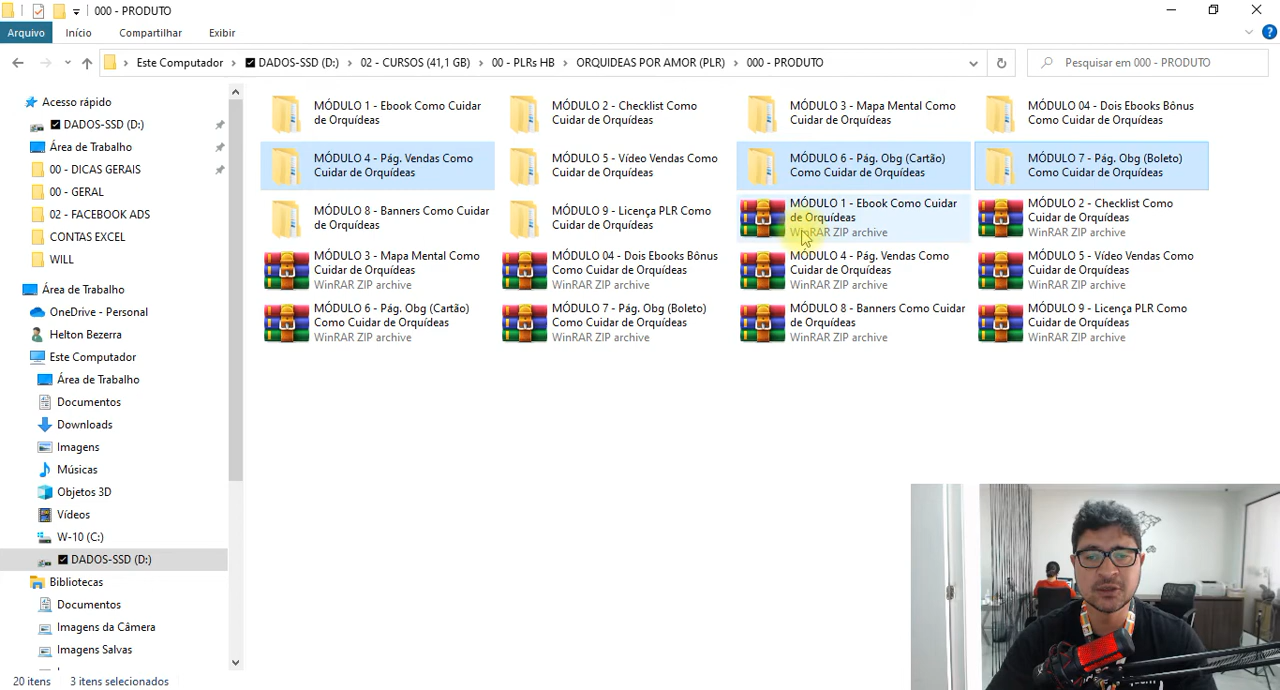 000 - PRODUTO
Arquivo
Início
Compartilhar
Exibir
Este Computador
DADOS-SSD (D:)
02 - CURSOS (41,1 GB)
00 - PLRs HB
ORQUIDEAS POR AMOR (PLR)
000 - PRODUTO
Pesquisar em 000 - PRODUTO
Acesso rápido
DADOS-SSD (D:)
Área de Trabalho
00 - DICAS GERAIS
00 - GERAL
02 - FACEBOOK ADS
CONTAS EXCEL
WILL
Área de Trabalho
OneDrive - Personal
Helton Bezerra
Este Computador
Área de Trabalho
Documentos
Downloads
Imagens
Músicas
Objetos 3D
Vídeos
W-10 (C:)
DADOS-SSD (D:)
Bibliotecas
Documentos
Imagens da Câmera
Imagens Salvas
MÓDULO 1 - Ebook Como Cuidar
de Orquídeas
MÓDULO 2 - Checklist Como
Cuidar de Orquídeas
MÓDULO 3 - Mapa Mental Como
Cuidar de Orquídeas
MÓDULO 04 - Dois Ebooks Bônus
Como Cuidar de Orquídeas
MÓDULO 4 - Pág. Vendas Como
Cuidar de Orquídeas
MÓDULO 5 - Vídeo Vendas Como
Cuidar de Orquídeas
MÓDULO 6 - Pág. Obg (Cartão)
Como Cuidar de Orquídeas
MÓDULO 7 - Pág. Obg (Boleto)
Como Cuidar de Orquídeas
MÓDULO 8 - Banners Como Cuidar
de Orquídeas
MÓDULO 9 - Licença PLR Como
Cuidar de Orquídeas
MÓDULO 1 - Ebook Como Cuidar
de Orquídeas
WinRAR ZIP archive
MÓDULO 2 - Checklist Como
Cuidar de Orquídeas
WinRAR ZIP archive
MÓDULO 3 - Mapa Mental Como
Cuidar de Orquídeas
WinRAR ZIP archive
MÓDULO 04 - Dois Ebooks Bônus
Como Cuidar de Orquídeas
WinRAR ZIP archive
MÓDULO 4 - Pág. Vendas Como
Cuidar de Orquídeas
WinRAR ZIP archive
MÓDULO 5 - Vídeo Vendas Como
Cuidar de Orquídeas
WinRAR ZIP archive
MÓDULO 6 - Pág. Obg (Cartão)
Como Cuidar de Orquídeas
WinRAR ZIP archive
MÓDULO 7 - Pág. Obg (Boleto)
Como Cuidar de Orquídeas
WinRAR ZIP archive
MÓDULO 8 - Banners Como Cuidar
de Orquídeas
WinRAR ZIP archive
MÓDULO 9 - Licença PLR Como
Cuidar de Orquídeas
WinRAR ZIP archive
20 itens
3 itens selecionados